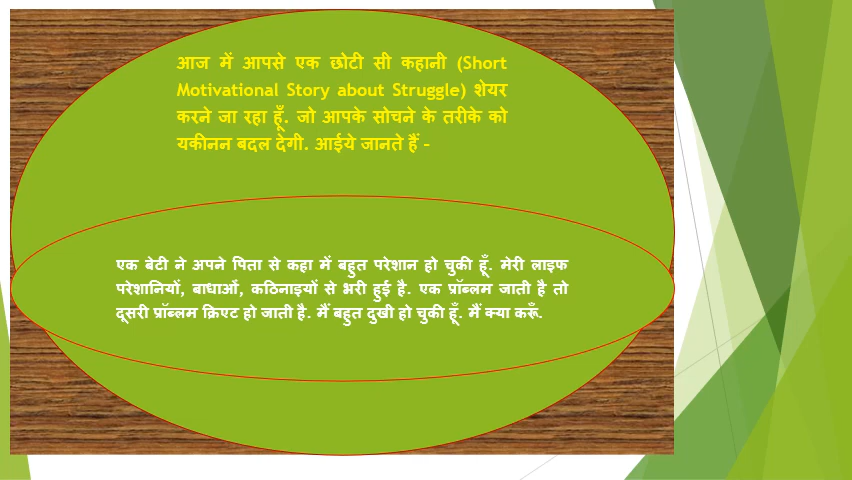 आज में आपसे एक छोटी सी कहानी (Short
Motivational Story about Struggle) शेयर
करने जा रहा हूँ. जो आपके सोचने के तरीके को
यकीनन बदल देगी. आईये जानते हैं -
एक बेटी ने अपने पिता से कहा में बहुत परेशान हो चुकी हूँ. मेरी लाइफ
परेशानियों, बाधाओं, कठिनाइयों से भरी हुई है. एक प्रॉब्लम जाती है तो
दूसरी प्रॉब्लम क्रिएट हो जाती है. मैं बहुत दुखी हो चुकी हूँ. मैं क्या करूँ.